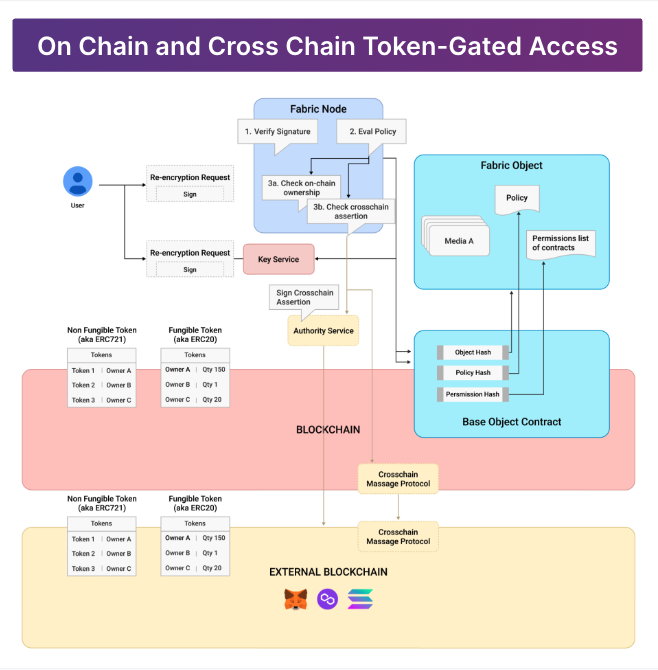 On Chain and Cross Chain Token-Gated Access
Fabric Node
1. Verify Signature
2. Eval Policy
3a. Check on-chain
ownership
3b. Check crosschain
assertion
User
Re-encryption Request
Sign
Re-encryption Request
Sign
Key Service
Sign Crosschain
Assertion
Authority Service
Fabric Object
Policy
Media A
Permissions list
of contracts
Object Hash
Policy Hash
Persmission Hash
Base Object Contract
Non Fungible Token
(aka ERC721)
Tokens
Token 1 | Owner A
Token 2 | Owner B
Token 3 | Owner C
Fungible Token
(aka ERC20)
Tokens
Owner A | Qty 150
Owner B | Qty 1
Owner C | Qty 20
BLOCKCHAIN
Crosschain
Massage Protocol
Non Fungible Token
(aka ERC721)
Tokens
Token 1 | Owner A
Token 2 | Owner B
Token 3 | Owner C
Fungible Token
(aka ERC20)
Tokens
Owner A | Qty 150
Owner B | Qty 1
Owner C | Qty 20
Crosschain
Massage Protocol
EXTERNAL BLOCKCHAIN